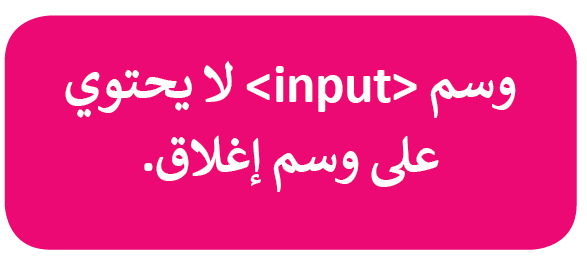 وسم <input> لا يحتوي
على وسم إغلاق.